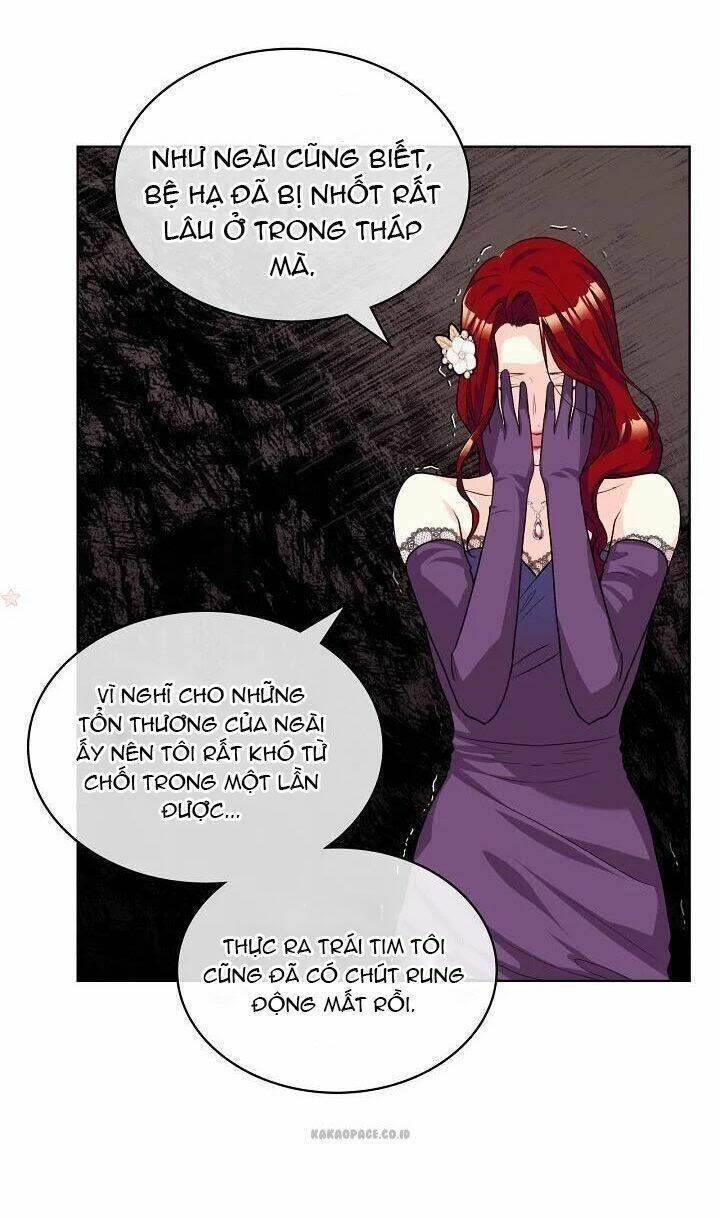 NHƯ NGÀI CŨNG BIẾT,
BỆ HẠ ĐÃ BỊ NHỐT RẤT
LÂU Ở TRONG THÁP
MÀ.
VÌ NGHĨ CHO NHỮNG
TỔN THƯƠNG CỦA NGÀI
ẤY NÊN TÔI RẤT KHÓ TỪ
CHỐI TRONG MỘT LẦN
ĐƯỢC...
THỰC RA TRÁI TIM TÔI
CŨNG ĐÃ CÓ CHÚT RUNG
ĐỘNG MẤT RỒI.
KAKAOPAGE.CO.ID